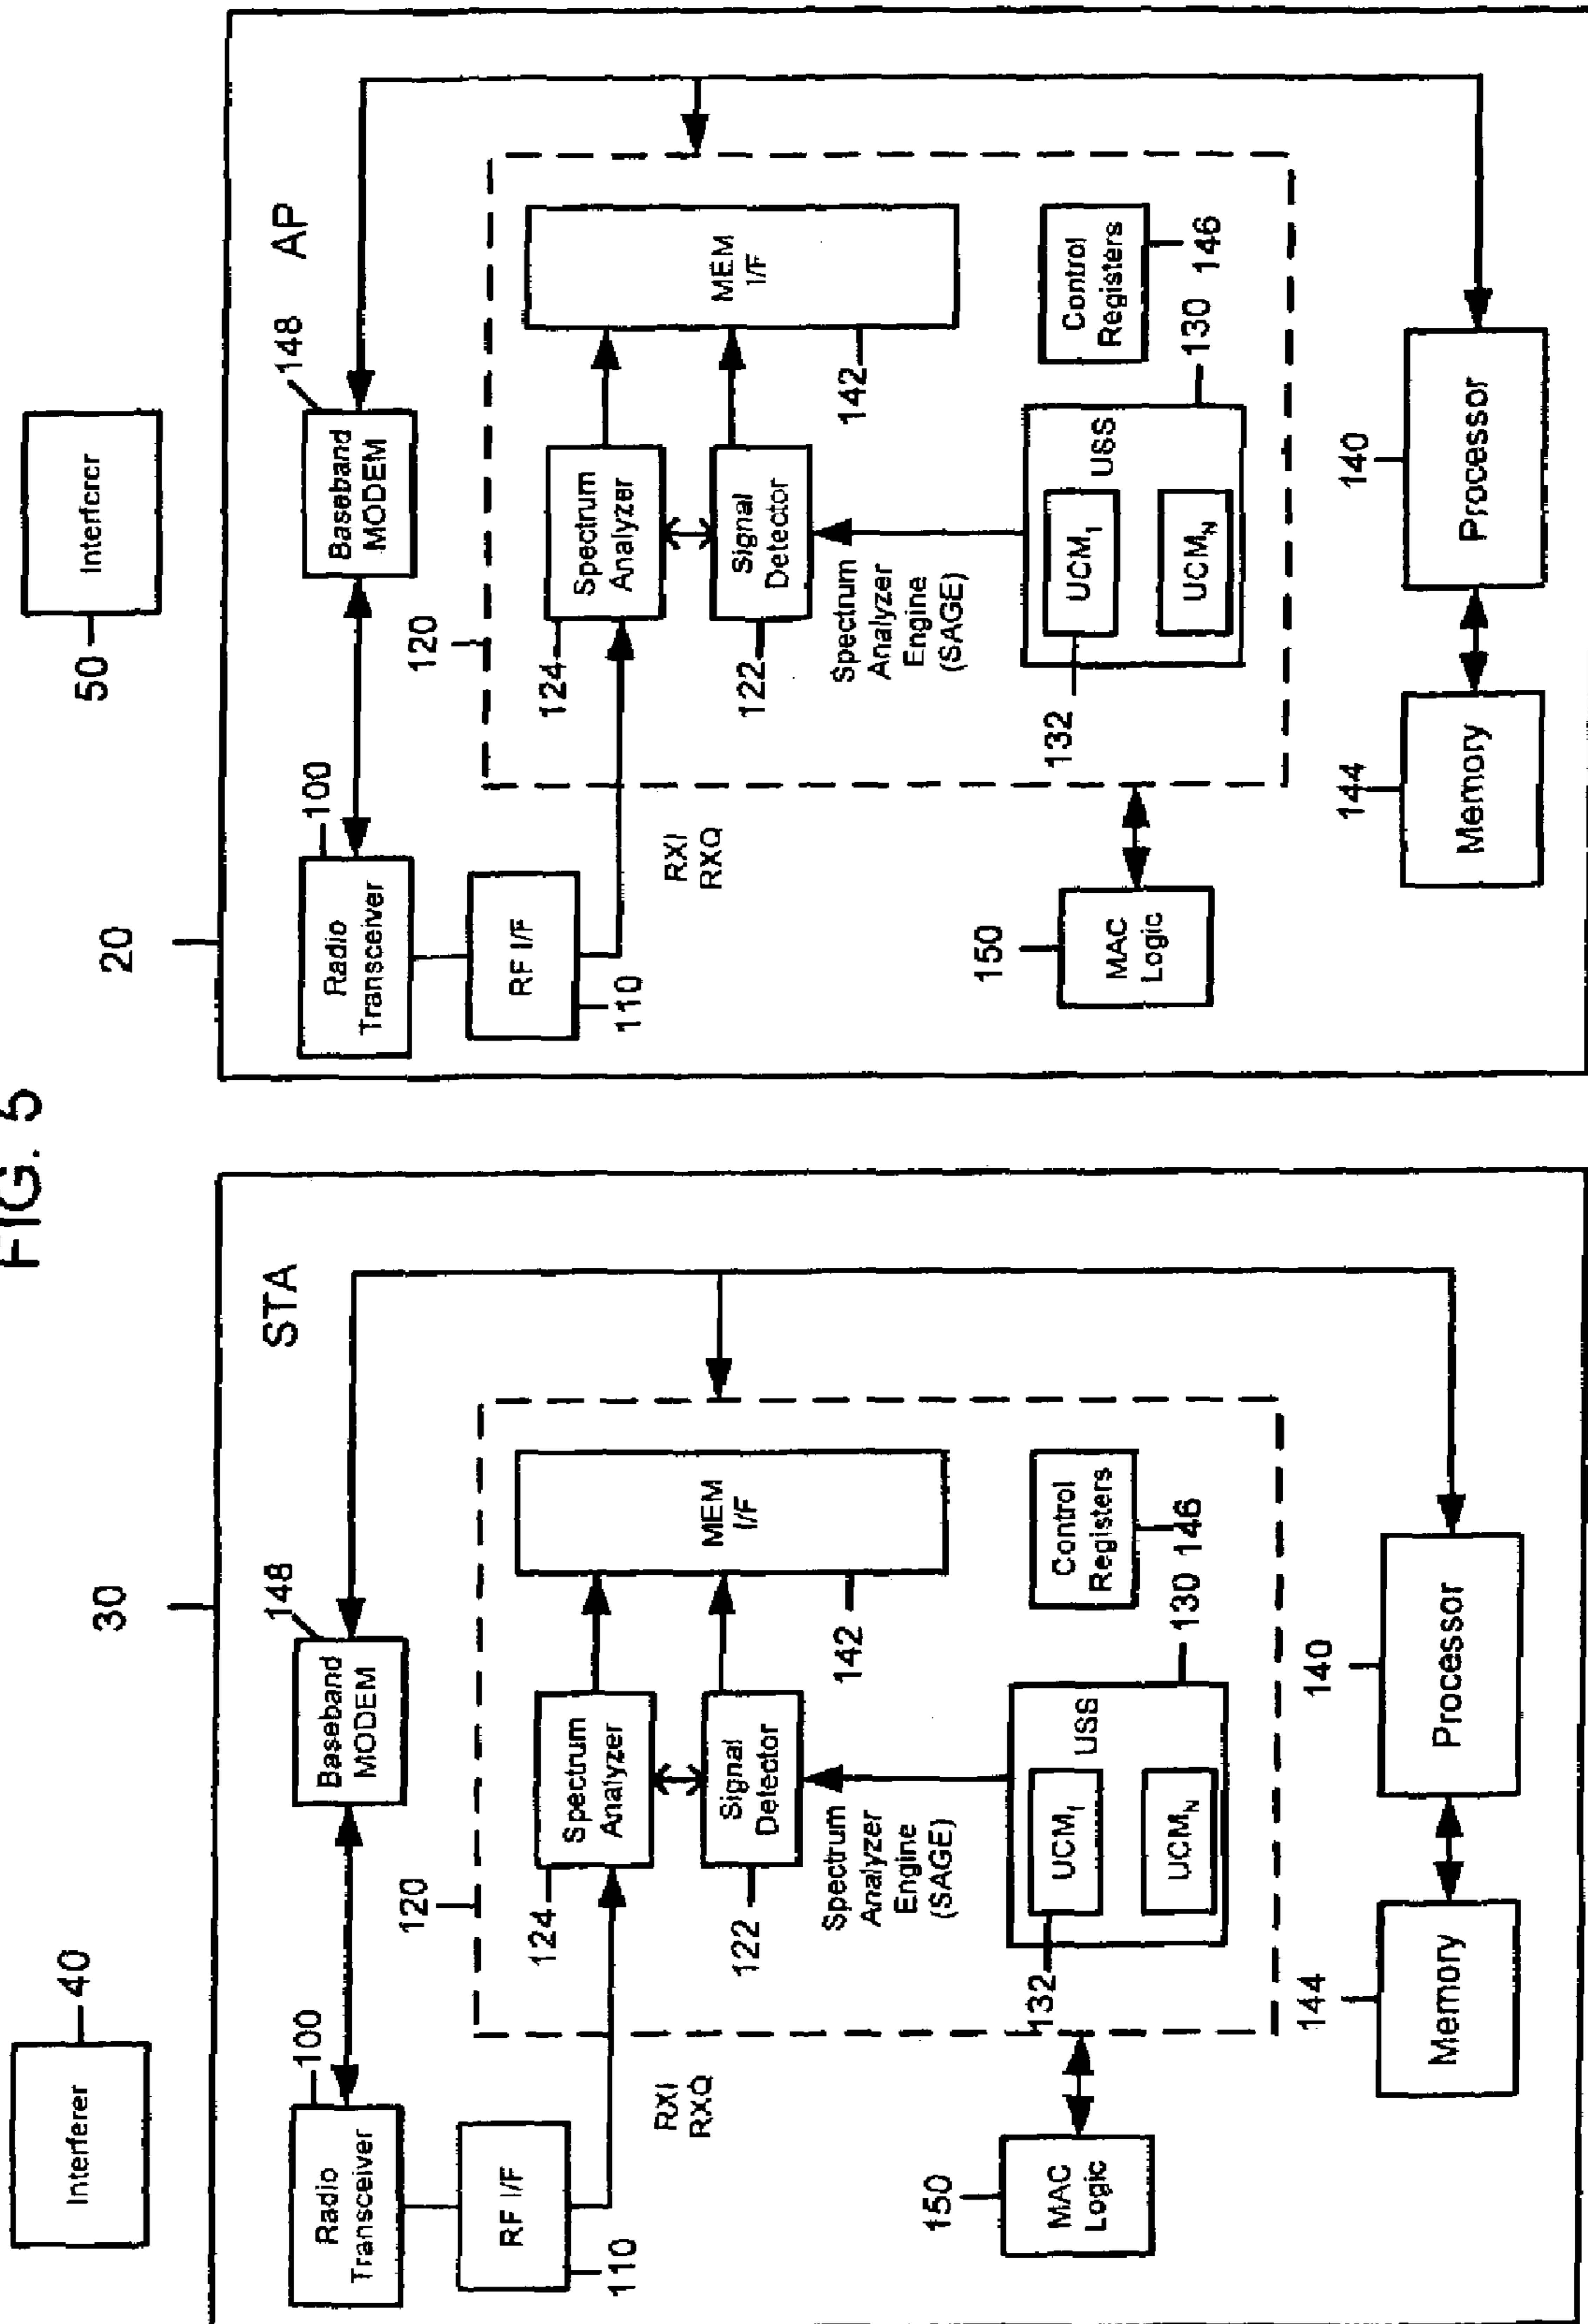 FIG. 5
Interferer
40
30
STA
Radio
Transceiver
100
Baseband
MODEM
148
RF I/F
110
RXI
RXQ
120
124
Spectrum
Analyzer
122
Signal
Detector
MEM
I/F
142
Spectrum
Analyzer
Engine
(SAGE)
USS
UCM1
UCMN
132
130
Control
Registers
146
150
MAC
Logic
144
Memory
140
Processor
50
Interferer
20
AP
Radio
Transceiver
100
Baseband
MODEM
148
RF I/F
110
RXI
RXQ
120
124
Spectrum
Analyzer
122
Signal
Detector
MEM
I/F
142
Spectrum
Analyzer
Engine
(SAGE)
USS
UCM1
UCMN
132
130
Control
Registers
146
150
MAC
Logic
144
Memory
140
Processor